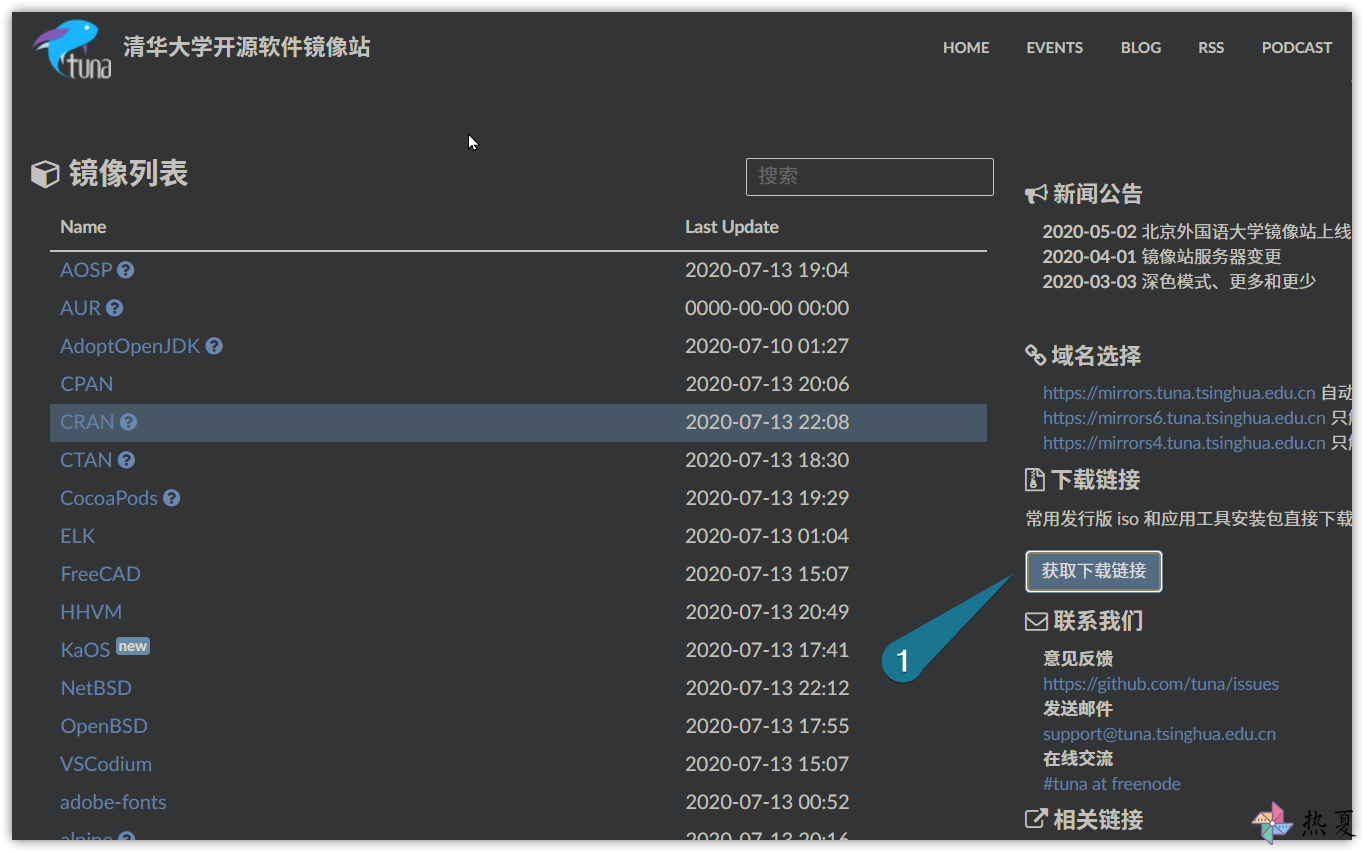 tuna 清华大学开源软件镜像站 HOME EVENTS BLOG RSS PODCAST
镜像列表 搜索
Name Last Update
AOSP 2020-07-13 19:04
AUR 0000-00-00 00:00
AdoptOpenJDK 2020-07-10 01:27
CPAN 2020-07-13 20:06
CRAN 2020-07-13 22:08
CTAN 2020-07-13 18:30
CocoaPods 2020-07-13 19:29
ELK 2020-07-13 01:04
FreeCAD 2020-07-13 15:07
HHVM 2020-07-13 20:49
KaOS new 2020-07-13 17:41
NetBSD 2020-07-13 22:12
OpenBSD 2020-07-13 17:55
VSCodium 2020-07-13 15:07
adobe-fonts 2020-07-13 00:52
alpine 2020-07-13 20:16
新闻公告
2020-05-02 北京外国语大学镜像站上线
2020-04-01 镜像站服务器变更
2020-03-03 深色模式、更多和更少
域名选择
https://mirrors.tuna.tsinghua.edu.cn 自动
https://mirrors6.tuna.tsinghua.edu.cn 只
https://mirrors4.tuna.tsinghua.edu.cn 只
下载链接
常用发行版 iso 和应用工具安装包直接下载
获取下载链接
1
联系我们
意见反馈
https://github.com/tuna/issues
发送邮件
support@tuna.tsinghua.edu.cn
在线交流
#tuna at freenode
相关链接
热夏